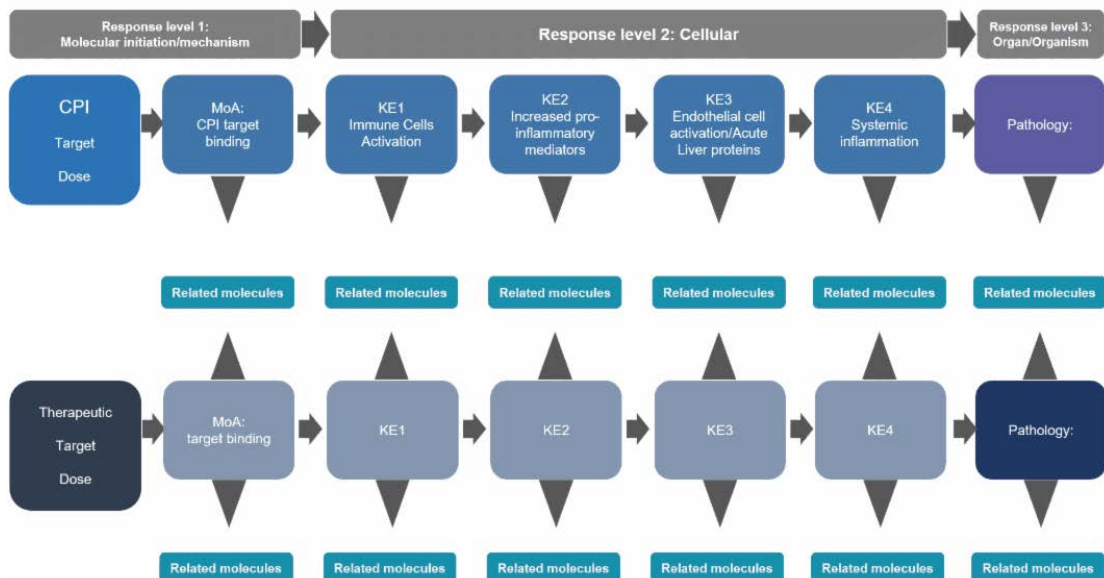 Response level 1:
Molecular initiation/mechanism
Response level 2: Cellular
Response level 3:
Organ/Organism
CPI
Target
Dose
MoA:
CPI target
binding
KE1
Immune Cells
Activation
KE2
Increased pro-
inflammatory
mediators
KE3
Endothelial cell
activation/Acute
Liver proteins
KE4
Systemic
inflammation
Pathology:
Related molecules
Related molecules
Related molecules
Related molecules
Related molecules
Related molecules
Therapeutic
Target
Dose
MoA:
target binding
KE1
KE2
KE3
KE4
Pathology:
Related molecules
Related molecules
Related molecules
Related molecules
Related molecules
Related molecules